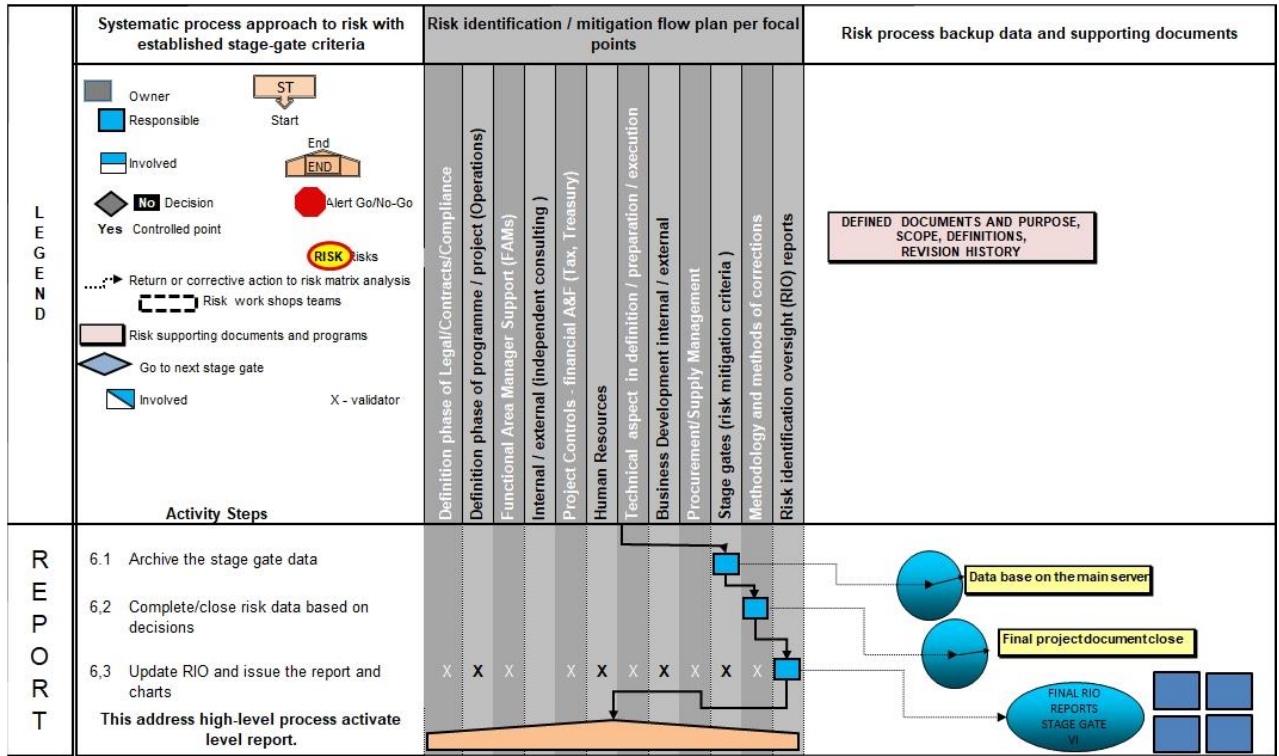 Systematic process approach to risk with
established stage-gate criteria
Risk identification / mitigation flow plan per focal
points
Risk process backup data and supporting documents
LEGEND
Owner
ST
Responsible
Start
End
Involved
END
No Decision
Alert Go/No-Go
Yes Controlled point
RISK Risks
Return or corrective action to risk matrix analysis
Risk work shops teams
Risk supporting documents and programs
Go to next stage gate
Involved
X - validator
Activity Steps
Definition phase of Legal/Contracts/Compliance
Definition phase of programme / project (Operations)
Functional Area Manager Support (FAMs)
Internal / external (independent consulting )
Project Controls - financial A&F (Tax, Treasury)
Human Resources
Technical aspect in definition / preparation / execution
Business Development internal / external
Procurement/Supply Management
Stage gates (risk mitigation criteria )
Methodology and methods of corrections
Risk identification oversight (RIO) reports
DEFINED DOCUMENTS AND PURPOSE,
SCOPE, DEFINITIONS,
REVISION HISTORY
REPORT
6.1 Archive the stage gate data
Data base on the main server
6,2 Complete/close risk data based on
decisions
Final project document close
6,3 Update RIO and issue the report and
charts
X X X X X X X X X X
This address high-level process activate
level report.
FINAL RIO
REPORTS
STAGE GATE
VI